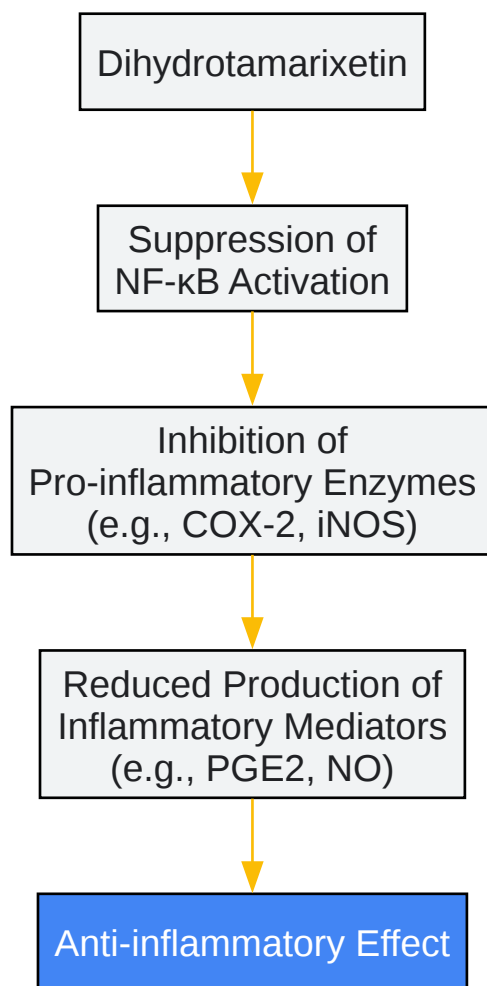 Dihydrotamarixetin
Suppression of
NF-κB Activation
Inhibition of
Pro-inflammatory Enzymes
(e.g., COX-2, iNOS)
Reduced Production of
Inflammatory Mediators
(e.g., PGE2, NO)
Anti-inflammatory Effect